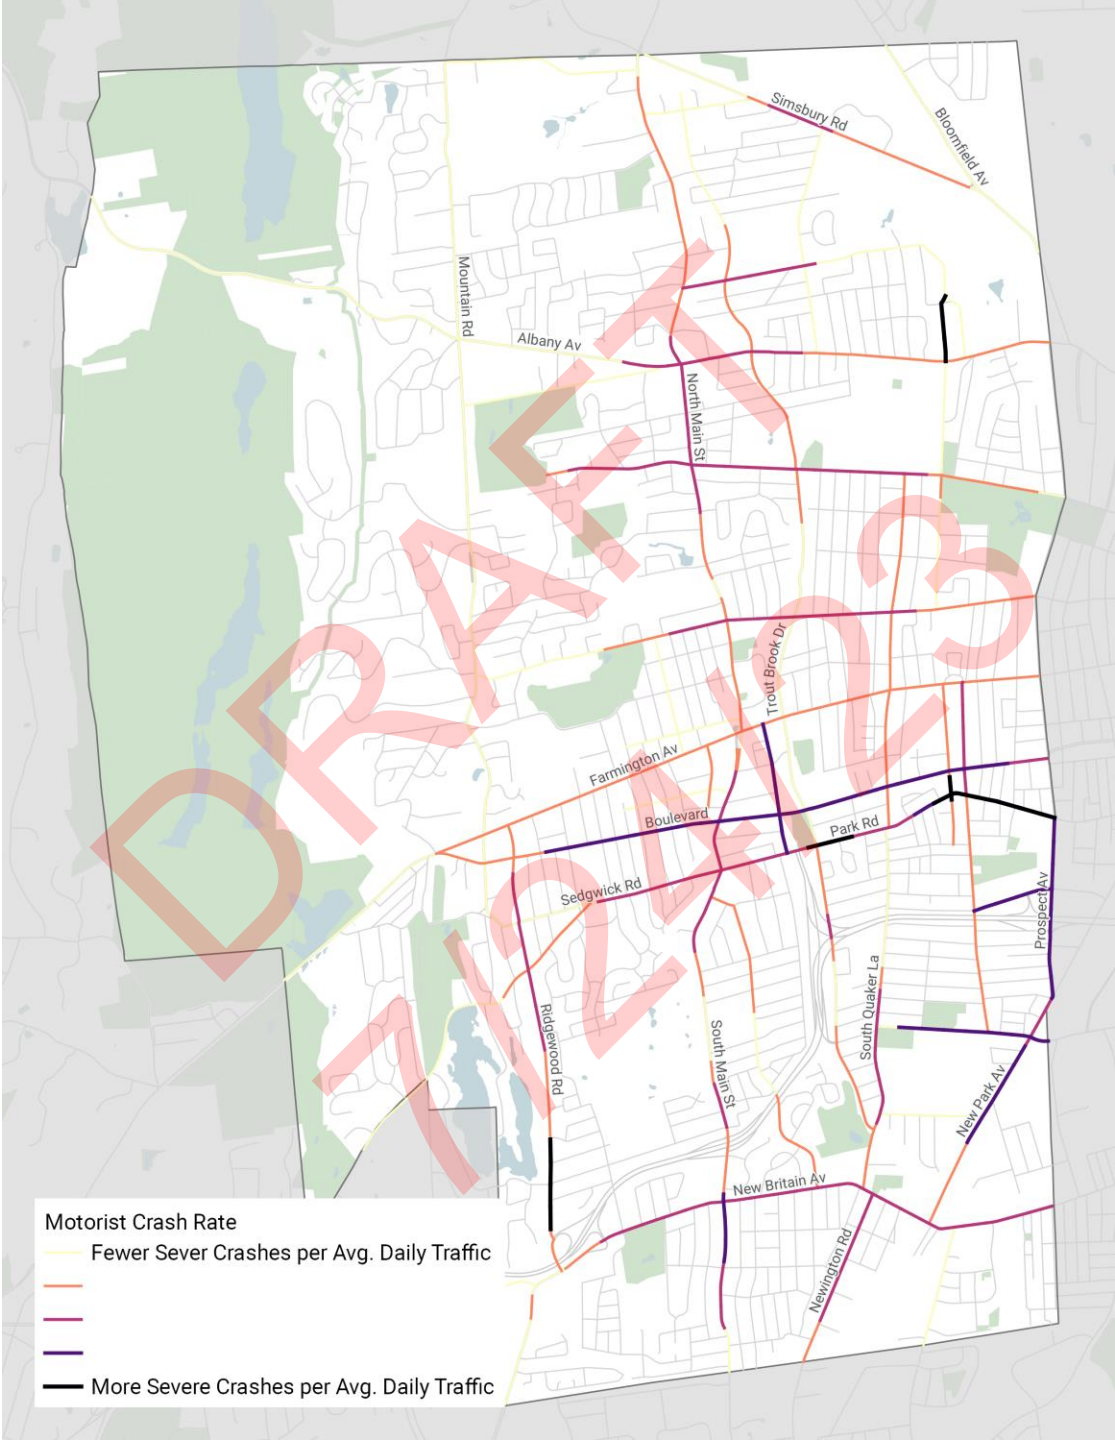 Simsbury Rd
Bloomfield Av
Mountain Rd
Albany Av
North Main St
Trout Brook Dr
Farmington Av
Boulevard
Park Rd
Sedgwick Rd
Prospect Av
South Quaker La
Ridgewood Rd
South Main St
New Park Av
New Britain Av
Newington Rd
DRAFT
7/24/23
Motorist Crash Rate
Fewer Sever Crashes per Avg. Daily Traffic
More Severe Crashes per Avg. Daily Traffic